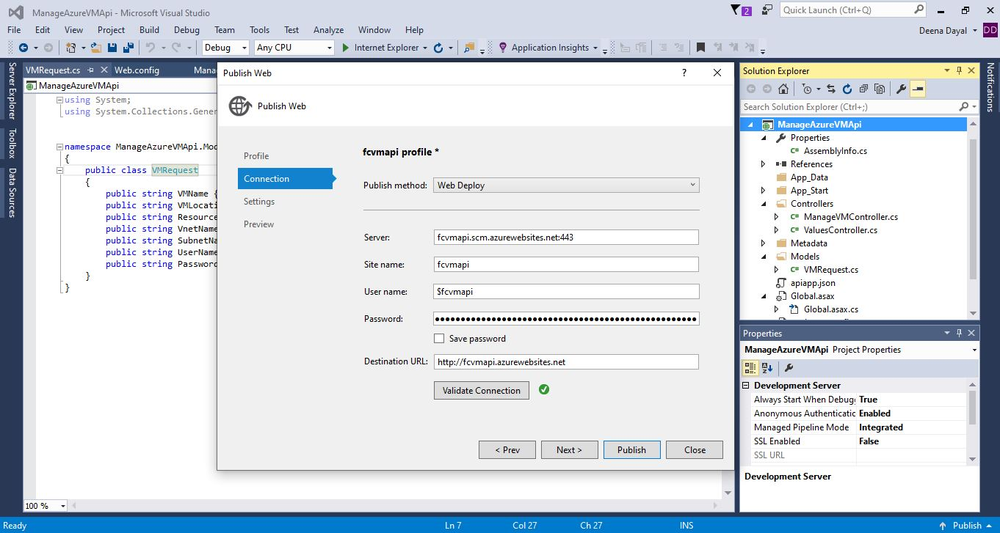 ManageAzureVMApi - Microsoft Visual Studio
2
Quick Launch (Ctrl+Q)
File Edit View Project Build Debug Team Tools Test Analyze Window Help
Deena Dayal DD
Debug Any CPU Internet Explorer Application Insights
Server Explorer
Toolbox
Data Sources
VMRequest.cs Web.config
ManageAzureVMApi
using System;
using System.Collections.Gener
namespace ManageAzureVMApi.Mod
{
public class VMRequest
{
public string VMName {
public string VMLocati
public string Resource
public string VnetName
public string SubnetNa
public string UserName
public string Password
}
}
100 %
Publish Web ?
Publish Web
Profile
Connection
Settings
Preview
fcvmapi profile *
Publish method: Web Deploy
Server: fcvmapi.scm.azurewebsites.net:443
Site name: fcvmapi
User name: $fcvmapi
Password:
Save password
Destination URL: http://fcvmapi.azurewebsites.net
Validate Connection
< Prev Next > Publish Close
Solution Explorer
Search Solution Explorer (Ctrl+;)
ManageAzureVMApi
Properties
C# AssemblyInfo.cs
References
App_Data
App_Start
Controllers
C# ManageVMController.cs
C# ValuesController.cs
Metadata
Models
C# VMRequest.cs
apiapp.json
Global.asax
Global.asax.cs
Notifications
Properties
ManageAzureVMApi Project Properties
Development Server
Always Start When Debugg True
Anonymous Authenticatic Enabled
Managed Pipeline Mode Integrated
SSL Enabled False
SSL URL
Development Server
Ready Ln 7 Col 27 Ch 27 INS Publish